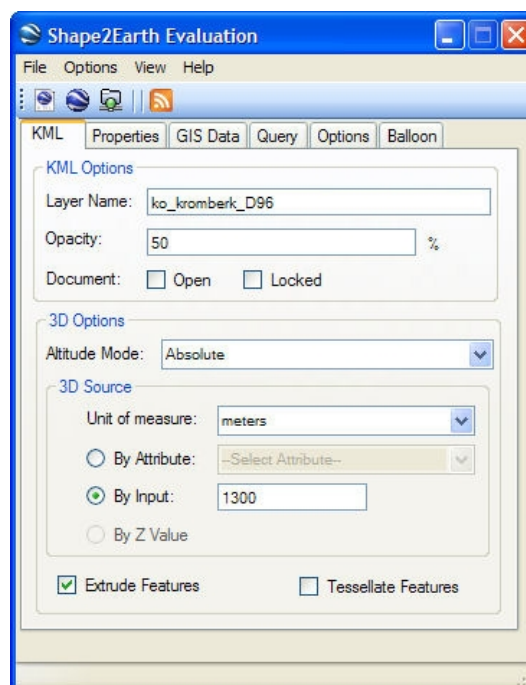 Shape2Earth Evaluation
File Options View Help
KML Properties GIS Data Query Options Balloon
KML Options
Layer Name: ko_kromberk_D96
Opacity: 50 %
Document: Open Locked
3D Options
Altitude Mode: Absolute
3D Source
Unit of measure: meters
By Attribute: --Select Attribute--
By Input: 1300
By Z Value
Extrude Features Tessellate Features